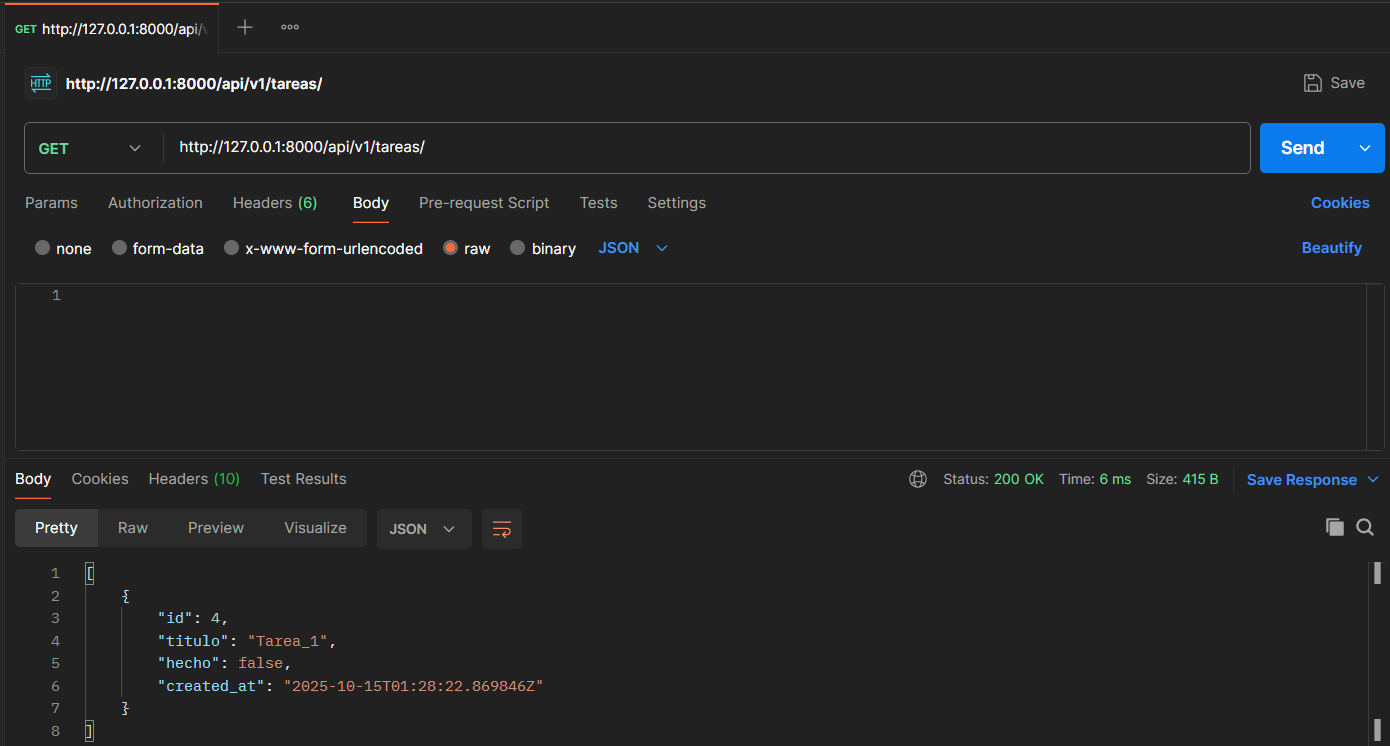 GET http://127.0.0.1:8000/api/v
HTTP http://127.0.0.1:8000/api/v1/tareas/ Save
GET http://127.0.0.1:8000/api/v1/tareas/ Send
Params Authorization Headers (6) Body Pre-request Script Tests Settings Cookies
none form-data x-www-form-urlencoded raw binary JSON Beautify
1
Body Cookies Headers (10) Test Results Status: 200 OK Time: 6 ms Size: 415 B Save Response
Pretty Raw Preview Visualize JSON
1 [
2 {
3 "id": 4,
4 "titulo": "Tarea_1",
5 "hecho": false,
6 "created_at": "2025-10-15T01:28:22.869846Z"
7 }
8 ]